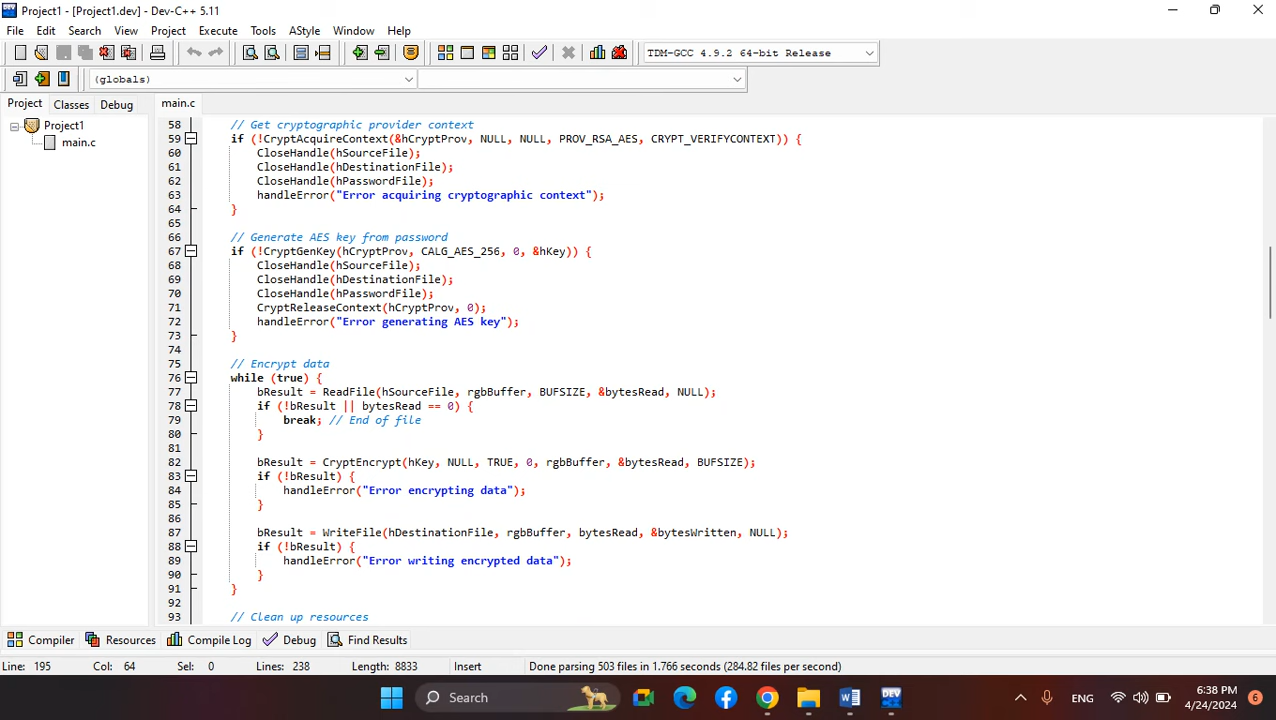 Project1 - [Project1.dev] - Dev-C++ 5.11
File Edit Search View Project Execute Tools AStyle Window Help
TDM-GCC 4.9.2 64-bit Release
(globals)
Project Classes Debug
main.c
Project1
main.c
58 // Get cryptographic provider context
59 if (!CryptAcquireContext(&hCryptProv, NULL, NULL, PROV_RSA_AES, CRYPT_VERIFYCONTEXT)) {
60 CloseHandle(hSourceFile);
61 CloseHandle(hDestinationFile);
62 CloseHandle(hPasswordFile);
63 handleError("Error acquiring cryptographic context");
64 }
65
66 // Generate AES key from password
67 if (!CryptGenKey(hCryptProv, CALG_AES_256, 0, &hKey)) {
68 CloseHandle(hSourceFile);
69 CloseHandle(hDestinationFile);
70 CloseHandle(hPasswordFile);
71 CryptReleaseContext(hCryptProv, 0);
72 handleError("Error generating AES key");
73 }
74
75 // Encrypt data
76 while (true) {
77 bResult = ReadFile(hSourceFile, rgbBuffer, BUFSIZE, &bytesRead, NULL);
78 if (!bResult || bytesRead == 0) {
79 break; // End of file
80 }
81
82 bResult = CryptEncrypt(hKey, NULL, TRUE, 0, rgbBuffer, &bytesRead, BUFSIZE);
83 if (!bResult) {
84 handleError("Error encrypting data");
85 }
86
87 bResult = WriteFile(hDestinationFile, rgbBuffer, bytesRead, &bytesWritten, NULL);
88 if (!bResult) {
89 handleError("Error writing encrypted data");
90 }
91 }
92
93 // Clean up resources
Compiler Resources Compile Log Debug Find Results
Line: 195 Col: 64 Sel: 0 Lines: 238 Length: 8833 Insert Done parsing 503 files in 1.766 seconds (284.82 files per second)
Search
DEV
ENG
6:38 PM
4/24/2024
6